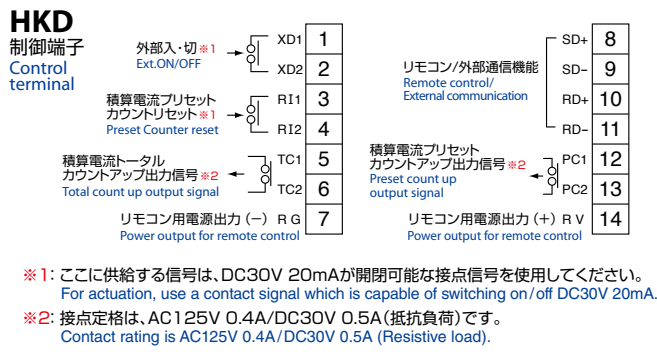 HKD
制御端子
Control
terminal
外部入・切※1
Ext.ON/OFF
XD1 1
XD2 2
積算電流プリセット
カウントリセット※1
Preset Counter reset
RI1 3
RI2 4
積算電流トータル
カウントアップ出力信号※2
Total count up output signal
TC1 5
TC2 6
リモコン用電源出力（−） RG 7
Power output for remote control
SD+ 8
リモコン/外部通信機能
Remote control/
External communication
SD− 9
RD+ 10
RD− 11
積算電流プリセット
カウントアップ出力信号※2
Preset count up
output signal
PC1 12
PC2 13
リモコン用電源出力（＋） RV 14
Power output for remote control
※1：ここに供給する信号は、DC30V 20mAが開閉可能な接点信号を使用してください。
For actuation, use a contact signal which is capable of switching on/off DC30V 20mA.
※2：接点定格は、AC125V 0.4A/DC30V 0.5A（抵抗負荷）です。
Contact rating is AC125V 0.4A/DC30V 0.5A (Resistive load).